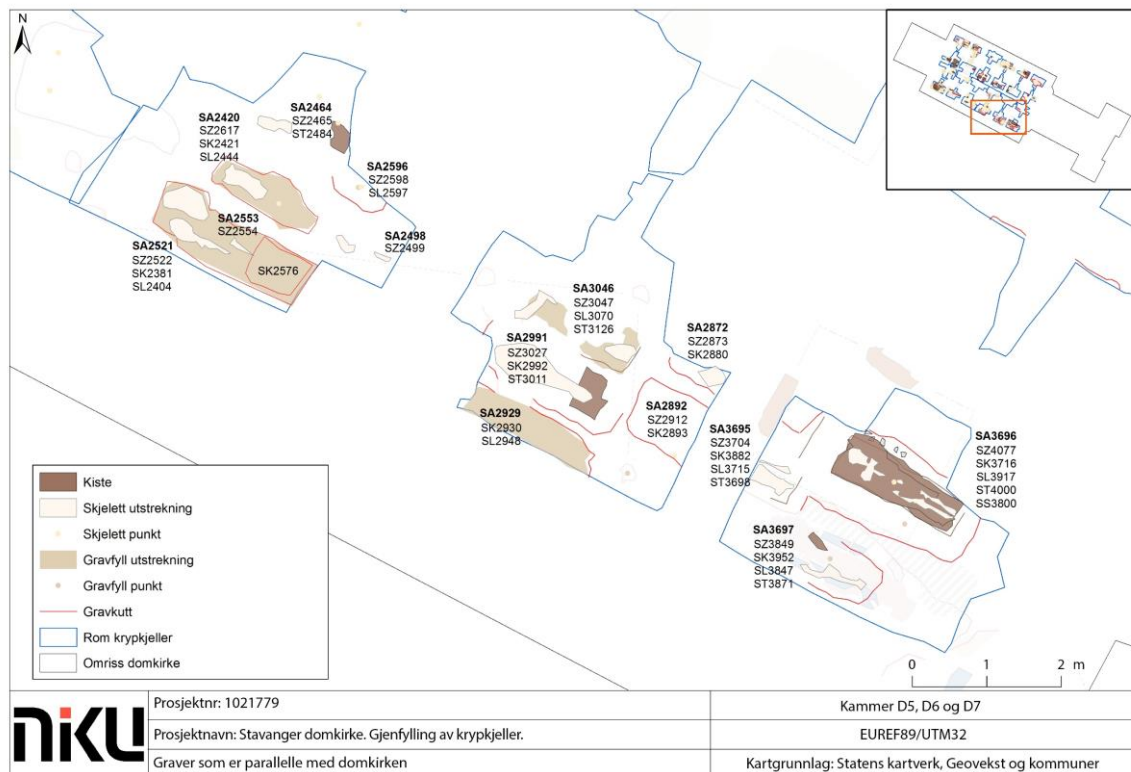 N
SA2420
SZ2617
SK2421
SL2444
SA2464
SZ2465
ST2484
SA2596
SZ2598
SL2597
SA2553
SZ2554
SA2498
SZ2499
SA2521
SZ2522
SK2381
SL2404
SK2576
SA3046
SZ3047
SL3070
ST3126
SA2991
SZ3027
SK2992
ST3011
SA2872
SZ2873
SK2880
SA2929
SK2930
SL2948
SA2892
SZ2912
SK2893
SA3695
SZ3704
SK3882
SL3715
ST3698
SA3696
SZ4077
SK3716
SL3917
ST4000
SS3800
SA3697
SZ3849
SK3952
SL3847
ST3871
Kiste
Skjelett utstrekning
Skjelett punkt
Gravfyll utstrekning
Gravfyll punkt
Gravkutt
Rom krypkjeller
Omriss domkirke
0 1 2 m
niku
Prosjektnr: 1021779
Prosjektnavn: Stavanger domkirke. Gjenfylling av krypkjeller.
Graver som er parallelle med domkirken
Kammer D5, D6 og D7
EUREF89/UTM32
Kartgrunnlag: Statens kartverk, Geovekst og kommuner